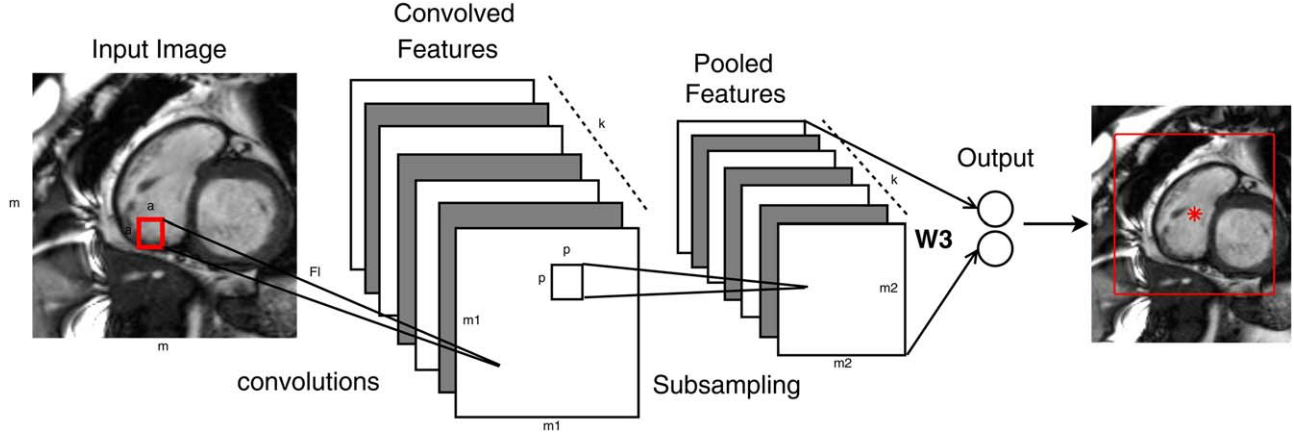 Input Image
m
a
a
m
Fl
convolutions
Convolved
Features
k
p
p
m1
m1
Subsampling
Pooled
Features
k
m2
m2
W3
Output